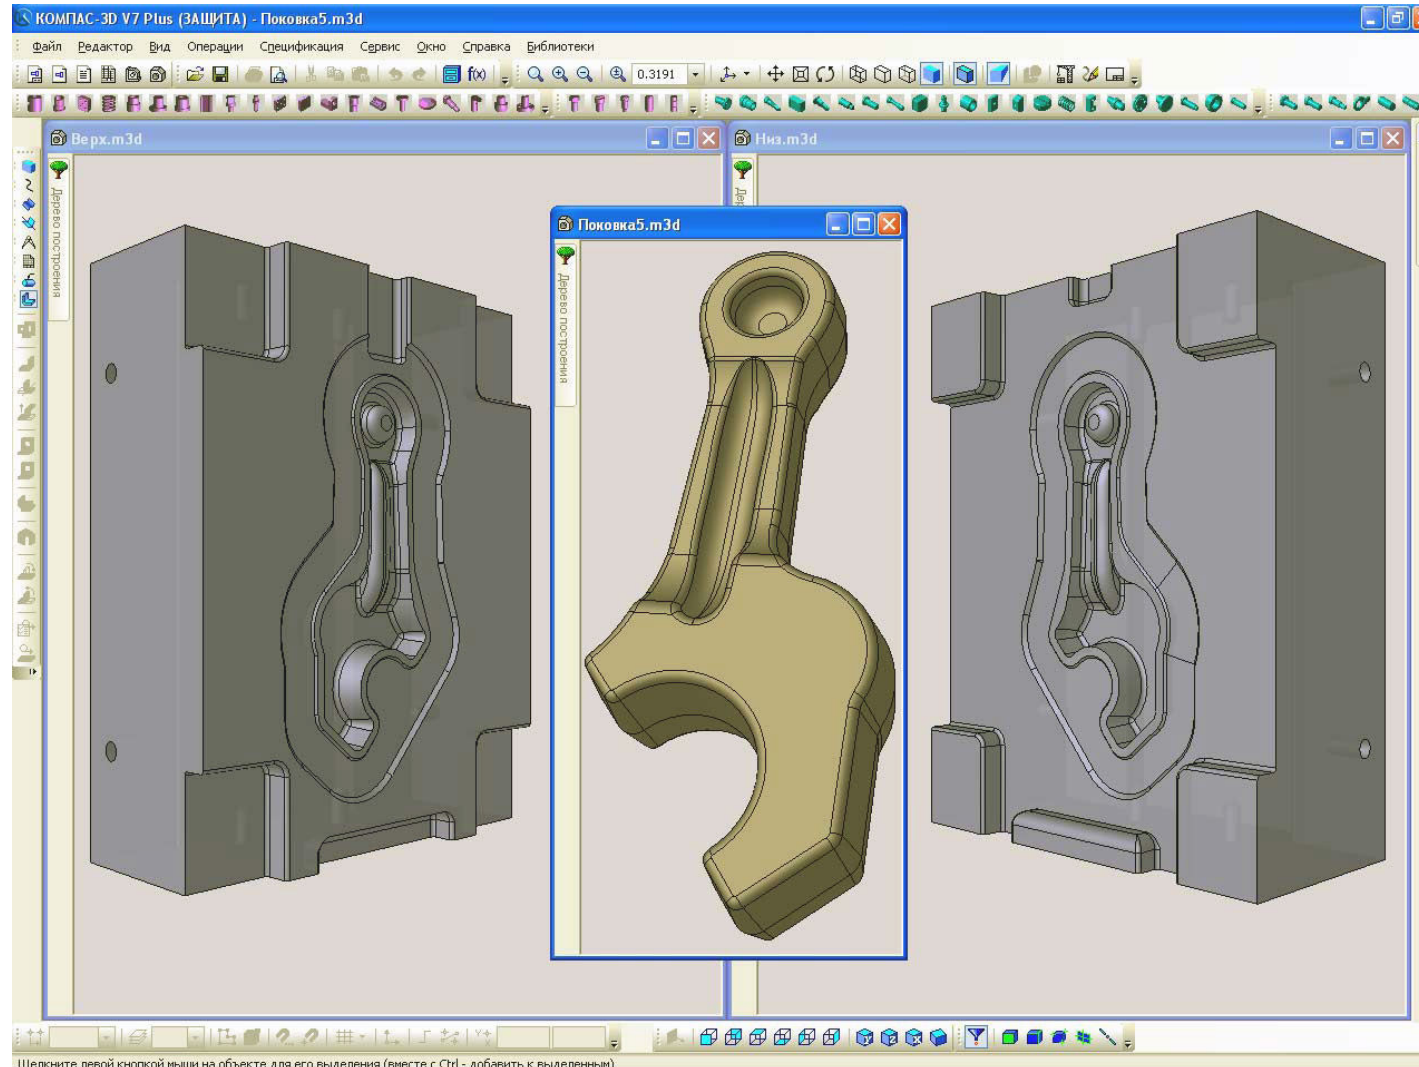 КОМПАС-3D V7 Plus (ЗАЩИТА) - Поковка5.m3d
Файл Редактор Вид Операции Спецификация Сервис Окно Справка Библиотеки
f(x) 0.3191
Верх.m3d
Низ.m3d
Дерево построения
Дер
Поковка5.m3d
Дерево построения
Щелкните левой кнопкой мыши на объекте для его выделения (вместе с Ctrl - добавить к выделенным)